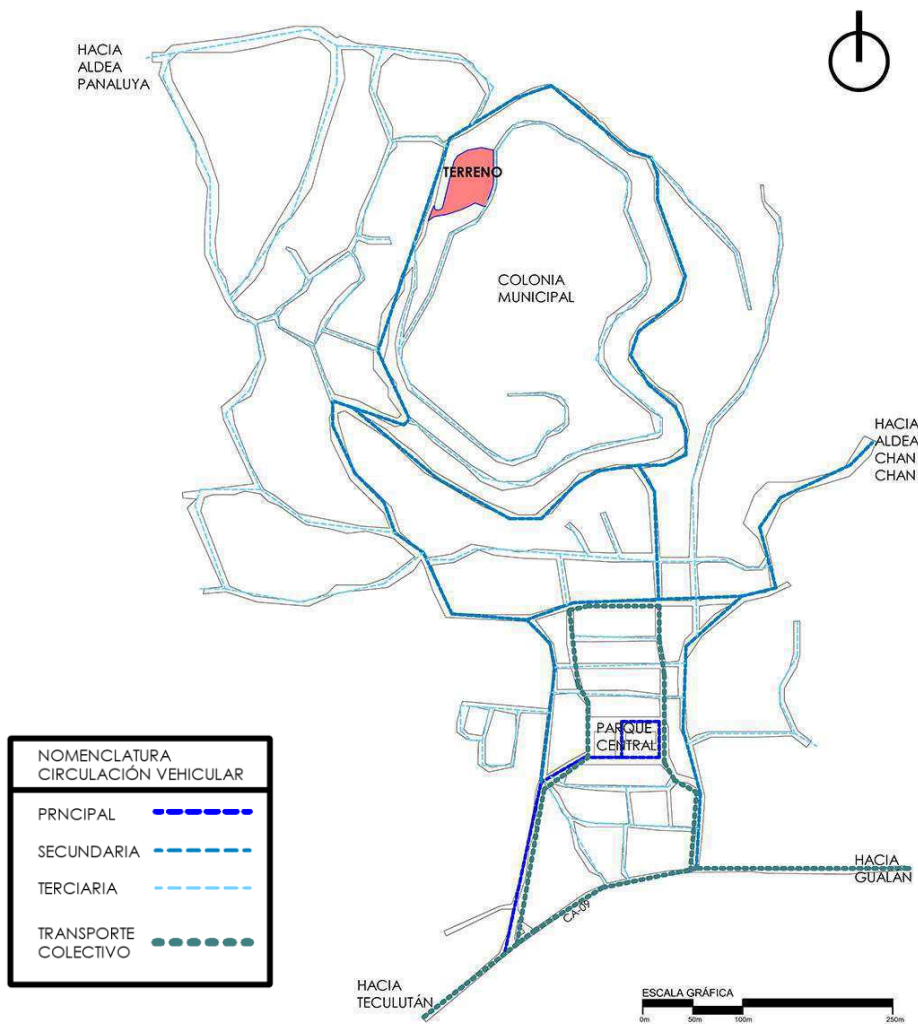 HACIA
ALDEA
PANALUYA
TERRENO
COLONIA
MUNICIPAL
HACIA
ALDEA
CHAN
CHAN
PARQUE
CENTRAL
NOMENCLATURA
CIRCULACIÓN VEHICULAR
PRNCIPAL
SECUNDARIA
TERCIARIA
TRANSPORTE
COLECTIVO
HACIA
GUALAN
CA-09
HACIA
TECULUTÁN
ESCALA GRÁFICA
0m 50m 100m 250m